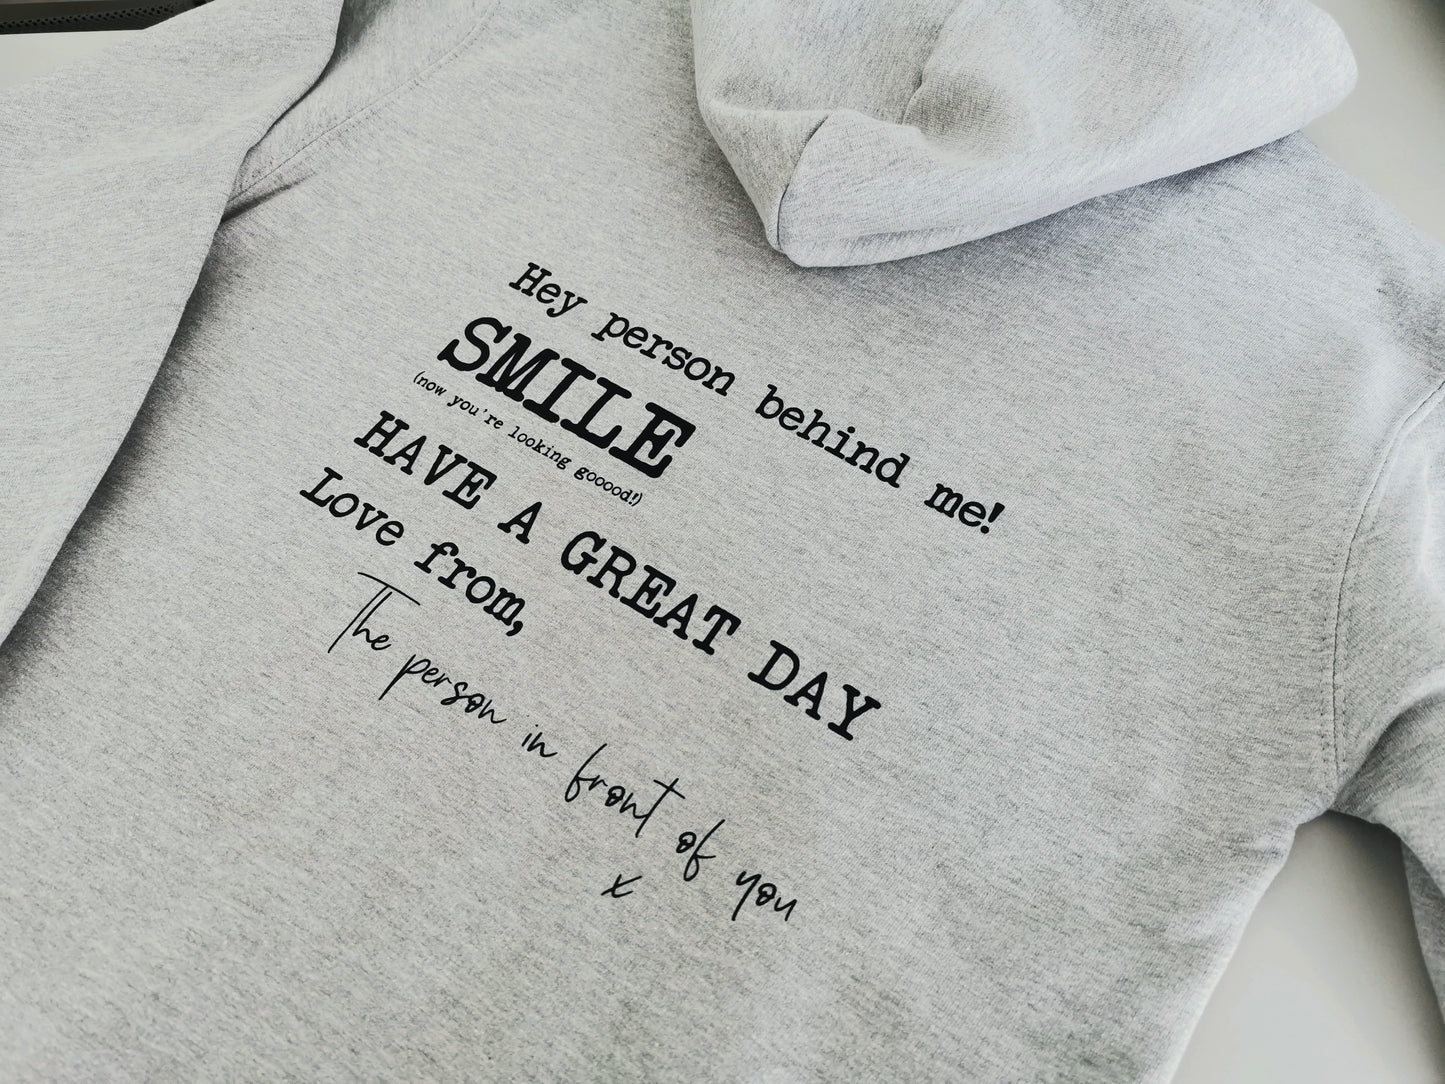 Hey person behind me!
SMILE
(now you're looking gooood!)
HAVE A GREAT DAY
Love from,
The person in front of you
x